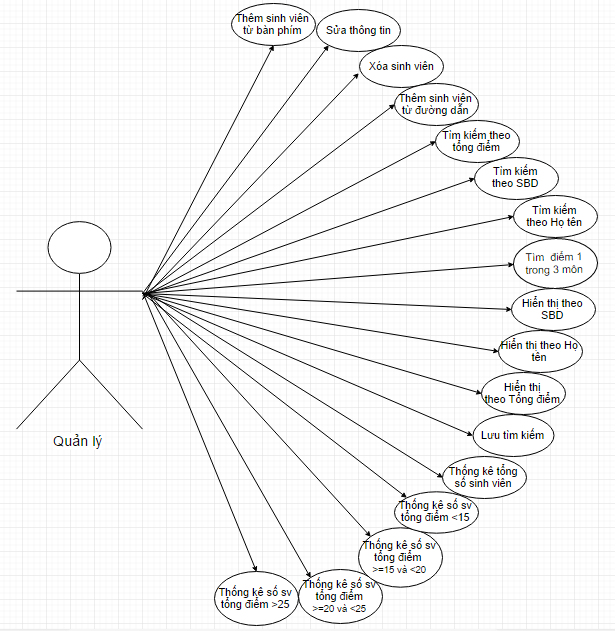 Thêm sinh viên
từ bàn phím
Sửa thông tin
Xóa sinh viên
Thêm sinh viên
từ đường dẫn
Tìm kiếm theo
tổng điểm
Tìm kiếm
theo SBD
Tìm kiếm
theo Họ tên
Tìm điểm 1
trong 3 môn
Hiển thị theo
SBD
Hiển thị theo Họ
tên
Hiển thị
theo Tổng điểm
Lưu tìm kiếm
Thống kê tổng
số sinh viên
Thống kê số sv
tổng điểm <15
Thống kê số sv
tổng điểm
>=15 và <20
Thống kê số sv
tổng điểm
>=20 và <25
Thống kê số sv
tổng điểm >25
Quản lý